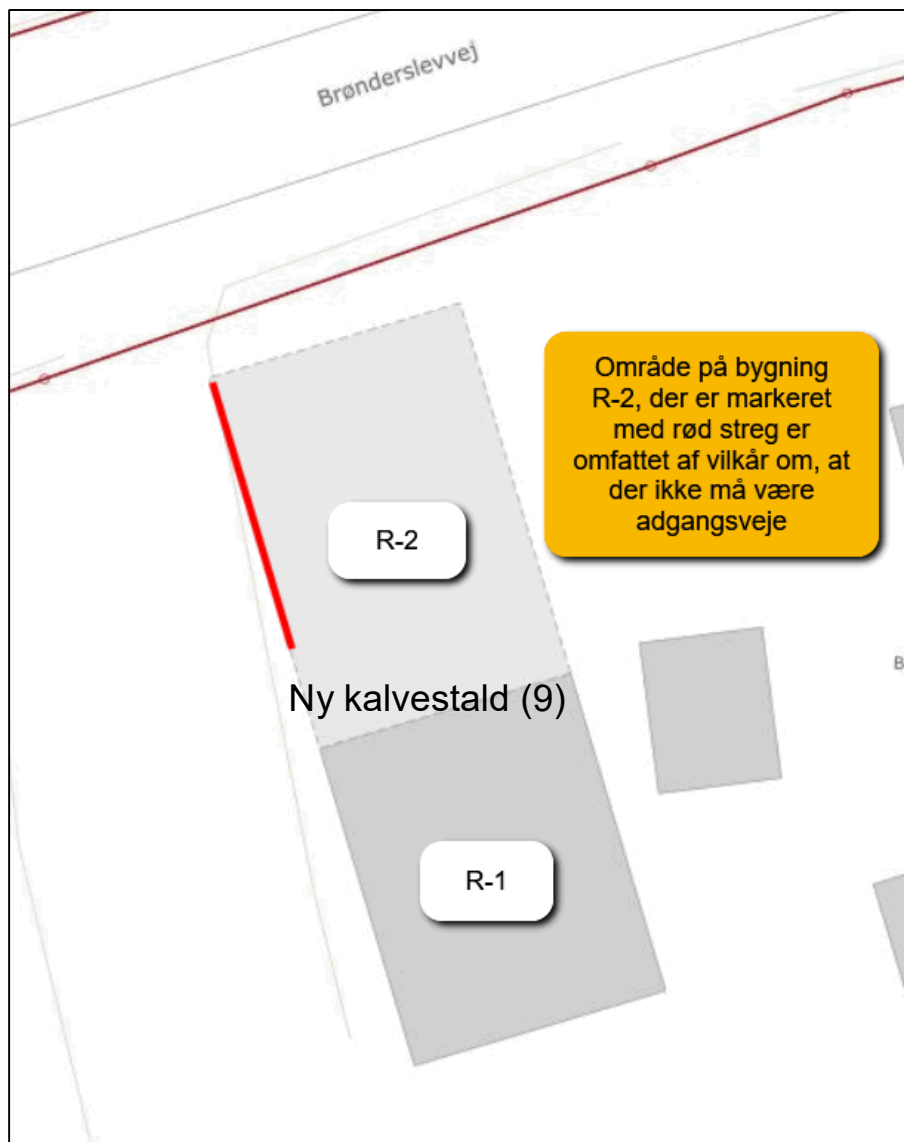 Brønderslevvej
Område på bygning
R-2, der er markeret
med rød streg er
omfattet af vilkår om, at
der ikke må være
adgangsveje
R-2
B
Ny kalvestald (9)
R-1